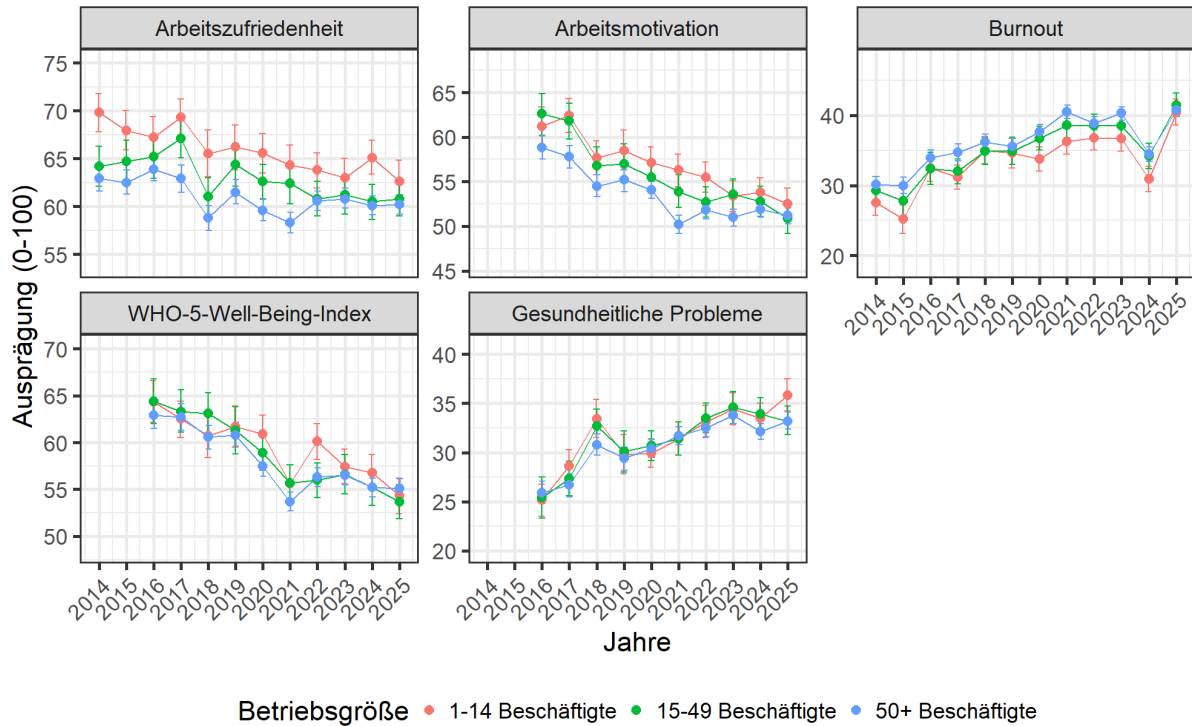 Arbeitszufriedenheit
Arbeitsmotivation
Burnout
75
70
65
60
55
65
60
55
50
45
40
30
20
2014 2015 2016 2017 2018 2019 2020 2021 2022 2023 2024 2025
WHO-5-Well-Being-Index
Gesundheitliche Probleme
70
65
60
55
50
40
35
30
25
20
2014 2015 2016 2017 2018 2019 2020 2021 2022 2023 2024 2025
2014 2015 2016 2017 2018 2019 2020 2021 2022 2023 2024 2025
Ausprägung (0-100)
Jahre
Betriebsgröße 1-14 Beschäftigte 15-49 Beschäftigte 50+ Beschäftigte